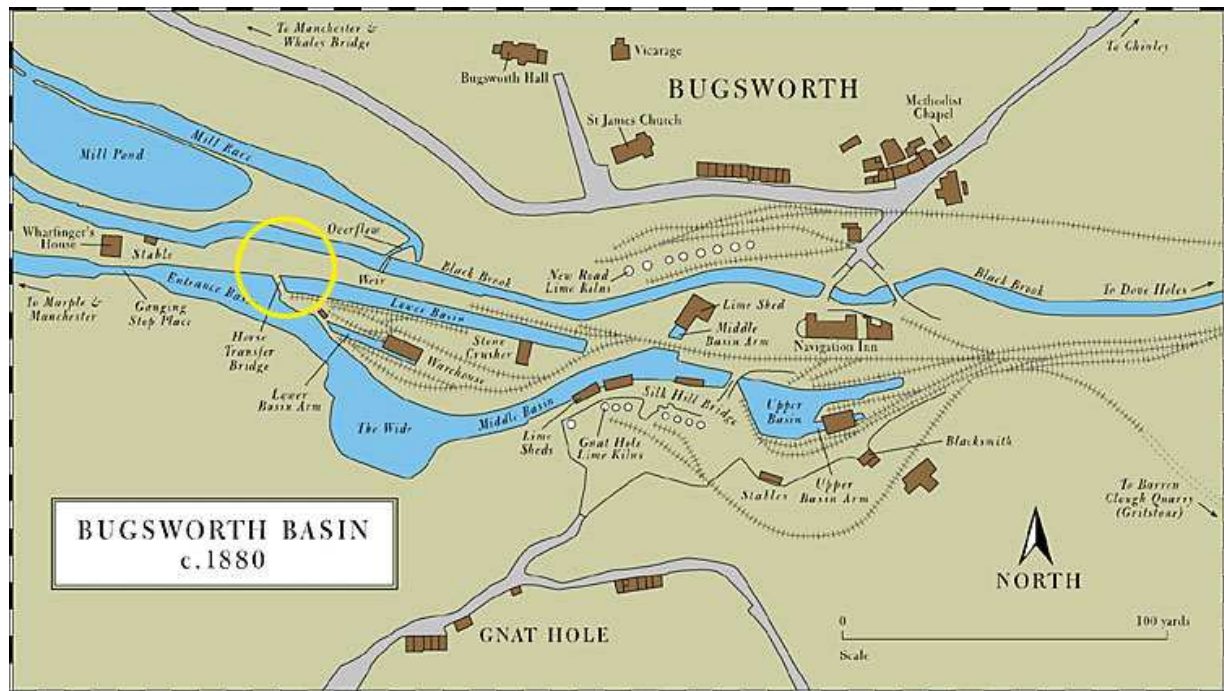 To Manchester &
Whaley Bridge
Bugsworth Hall
Vicarage
BUGSWORTH
To Chinley
St James Church
Methodist
Chapel
Mill Race
Mill Pond
Overflow
Wharfinger's
House
Stable
Weir
Black Brook
New Road
Lime Kilns
Black Brook
To Dove Holes
To Marple &
Manchester
Gauging
Stop Place
Entrance Basin
Lower Basin
Horse
Transfer
Bridge
Lower
Basin Arm
Warehouse
Stone
Crusher
Lime Shed
Middle
Basin Arm
Navigation Inn
The Wide
Middle Basin
Silk Hill Bridge
Upper
Basin
Lime
Sheds
Gnat Hole
Lime Kilns
Blacksmith
Stables
Upper
Basin Arm
To Barren
Clough Quarry
(Gritstone)
BUGSWORTH BASIN
c.1880
NORTH
GNAT HOLE
0 100 yards
Scale